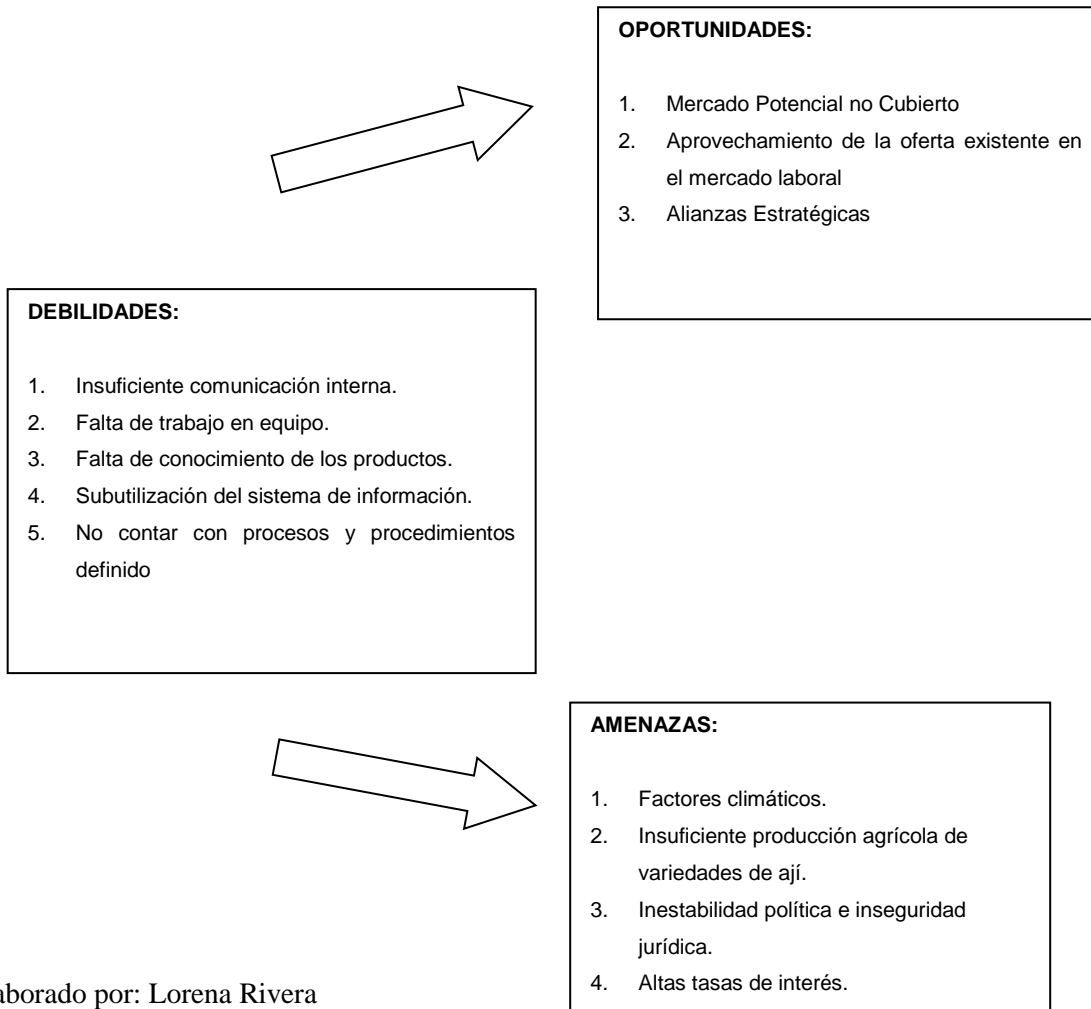 OPORTUNIDADES:
1. Mercado Potencial no Cubierto
2. Aprovechamiento de la oferta existente en
el mercado laboral
3. Alianzas Estratégicas
DEBILIDADES:
1. Insuficiente comunicación interna.
2. Falta de trabajo en equipo.
3. Falta de conocimiento de los productos.
4. Subutilización del sistema de información.
5. No contar con procesos y procedimientos
definido
AMENAZAS:
1. Factores climáticos.
2. Insuficiente producción agrícola de
variedades de ají.
3. Inestabilidad política e inseguridad
jurídica.
4. Altas tasas de interés.
aborado por: Lorena Rivera